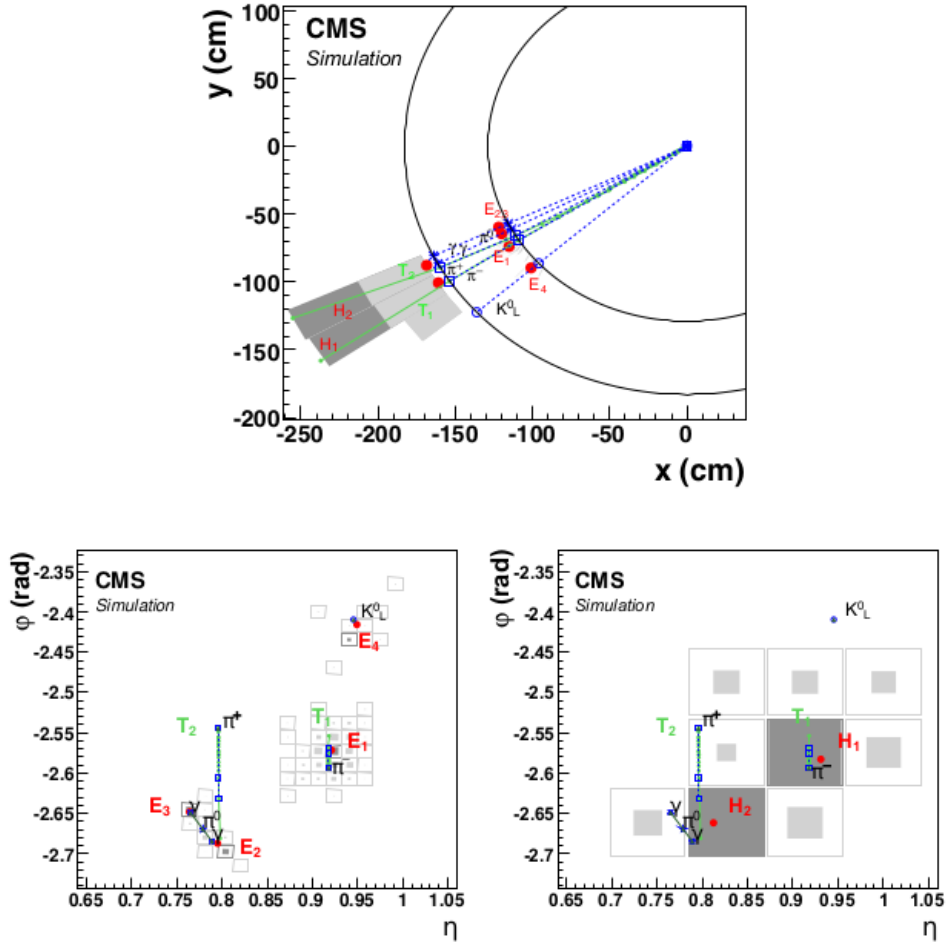 CMS
Simulation
y (cm)
100
50
0
-50
-100
-150
-200
E₂₃
γ γ π⁰
E₁
T₂
π⁺ π⁻
E₄
T₁
K⁰L
H₂
H₁
-250 -200 -150 -100 -50 0
x (cm)
CMS
Simulation
φ (rad)
-2.35
-2.4
-2.45
-2.5
-2.55
-2.6
-2.65
-2.7
K⁰L
E₄
T₂
π⁺
T₁
E₁
π⁻
E₃
γ
π⁰
γ
E₂
0.65 0.7 0.75 0.8 0.85 0.9 0.95 1 1.05
η
CMS
Simulation
φ (rad)
-2.35
-2.4
-2.45
-2.5
-2.55
-2.6
-2.65
-2.7
K⁰L
T₂
π⁺
T₁
H₁
π⁻
γ
π⁰
γ
H₂
0.65 0.7 0.75 0.8 0.85 0.9 0.95 1 1.05
η